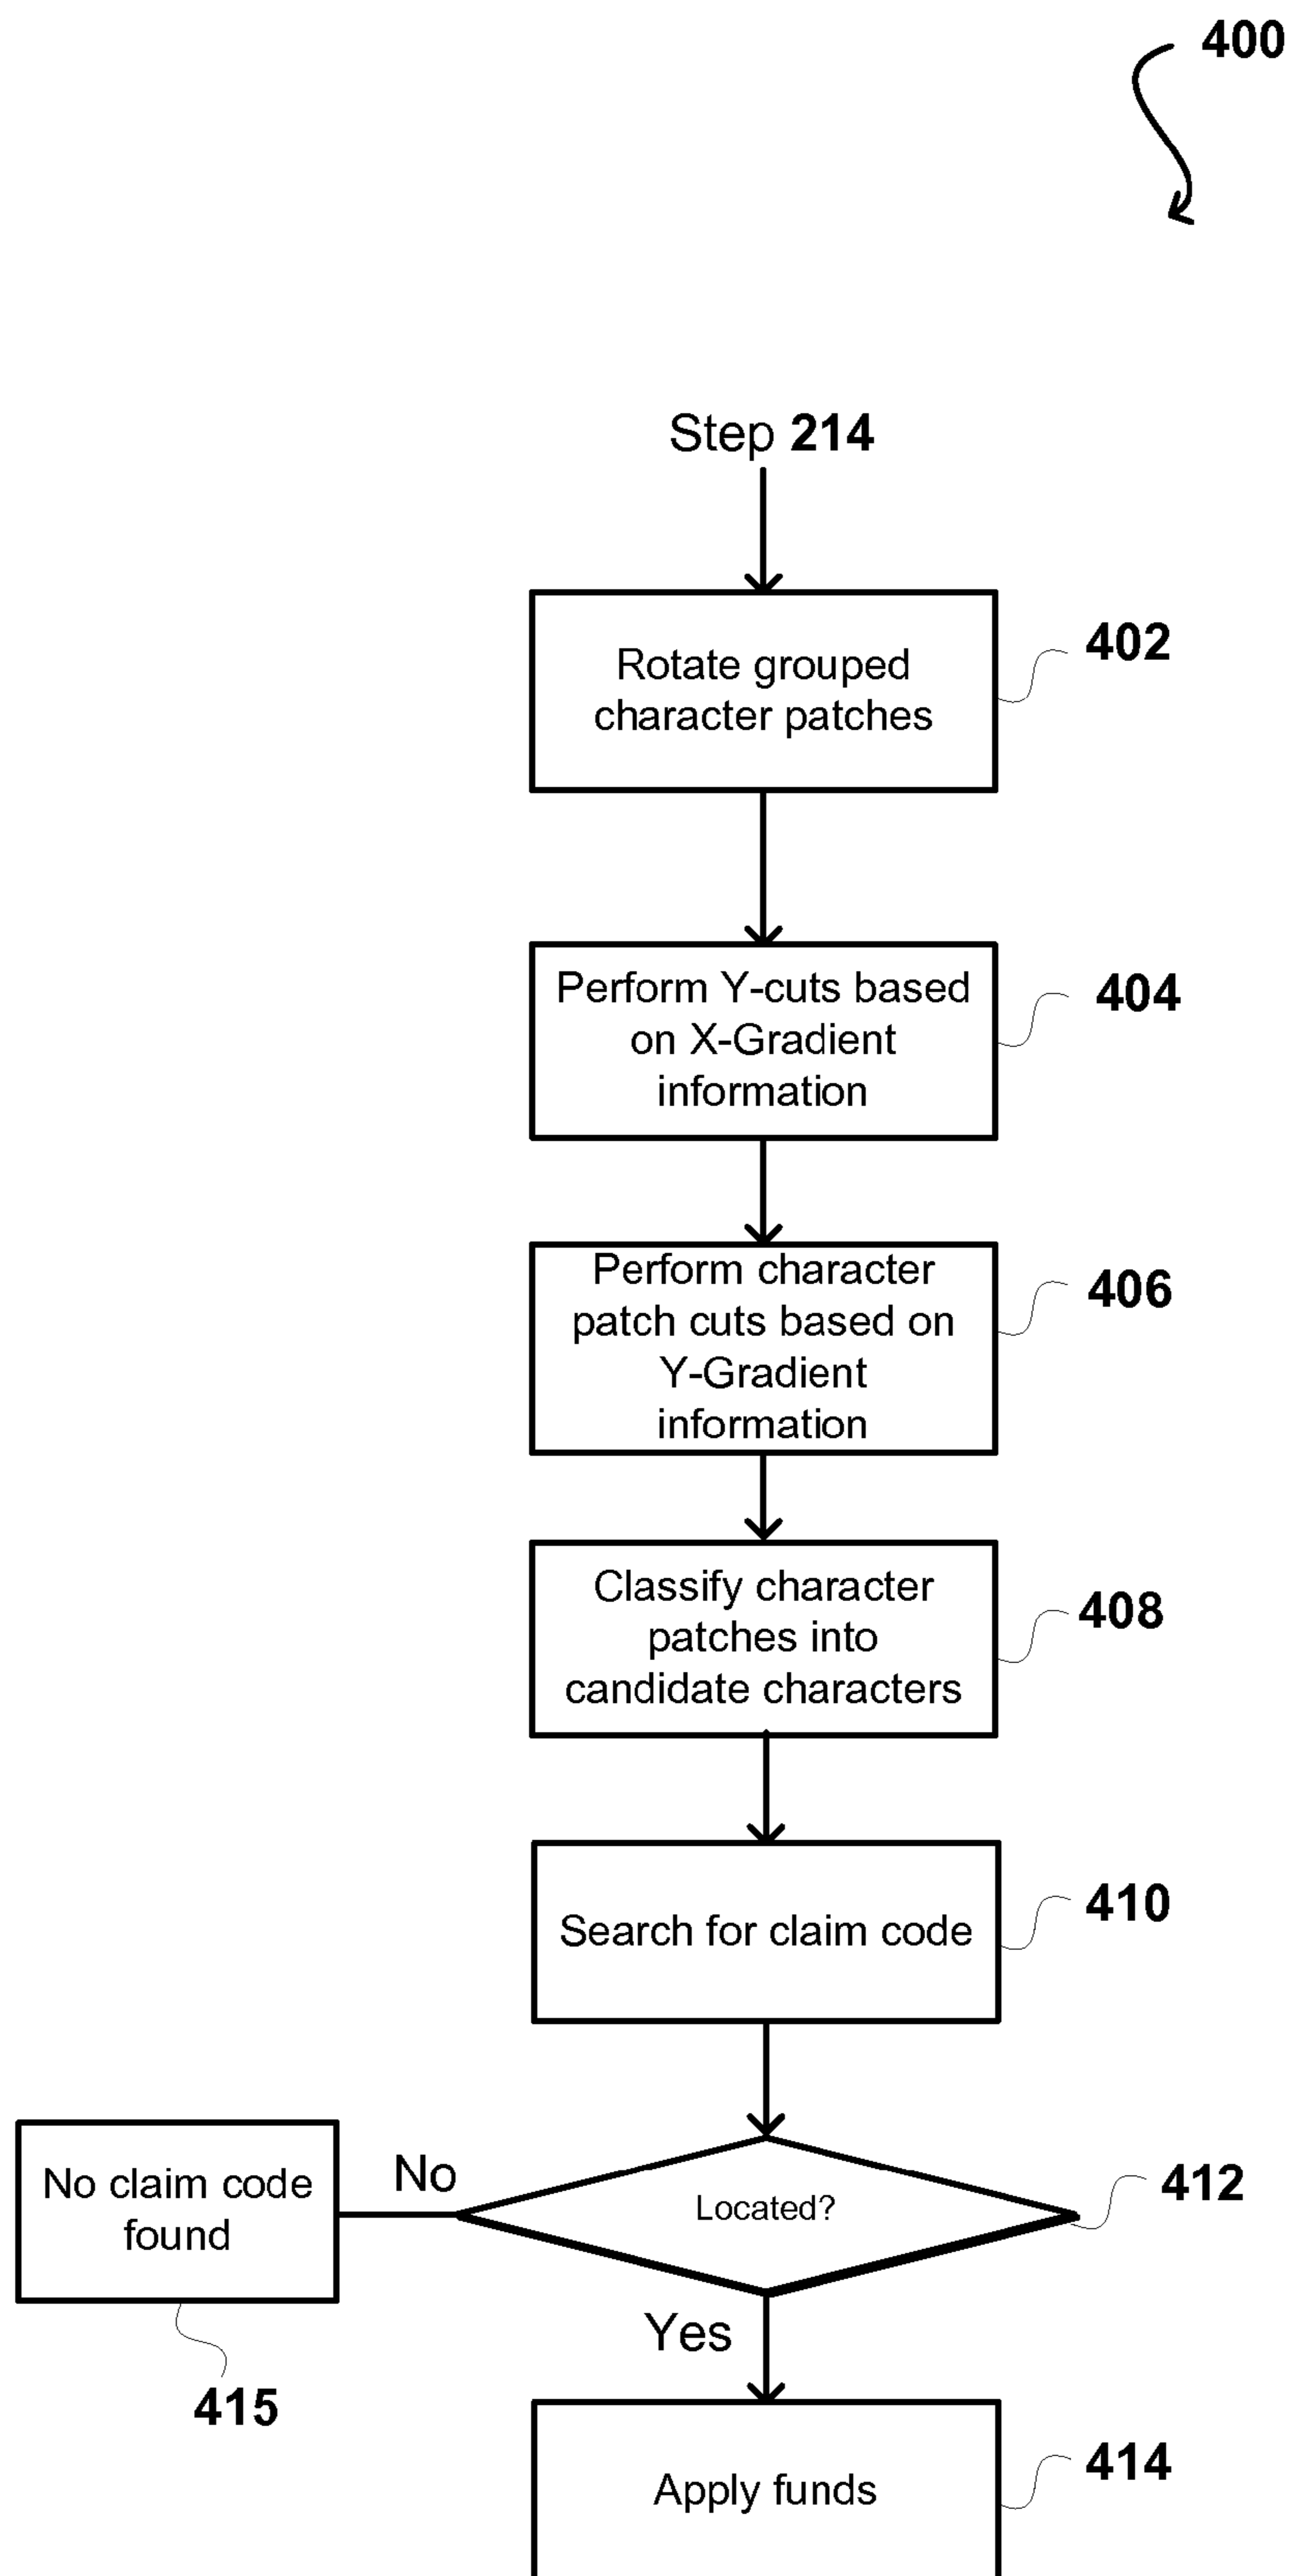 400
Step 214
Rotate grouped
character patches
402
Perform Y-cuts based
on X-Gradient
information
404
Perform character
patch cuts based on
Y-Gradient
information
406
Classify character
patches into
candidate characters
408
Search for claim code
410
Located?
412
No
No claim code
found
415
Yes
Apply funds
414